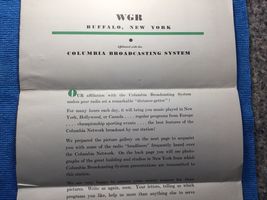 WGR
BUFFALO, NEW YORK
Affiliated with the
COLUMBIA BROADCASTING SYSTEM
OUR affiliation with the Columbia Broadcasting System
makes your radio set a remarkable "distance-getter"!
For many hours each day, it will bring you music played in New
York, Hollywood, or Canada . . . regular programs from Europe
. . . championship sporting events . . . the best features of the
Columbia Network broadcast by our station!
We prepared the picture gallery on the next page to acquaint
you with some of the radio "headliners" frequently heard over
the Columbia Network. On the back page you will see photo-
graphs of the great building and studios in New York from which
Columbia Broadcasting System presentations are transmitted to
this station.
pictures. Write us again, soon. Your letters, telling us which
programs you like, help us more than anything else to serve